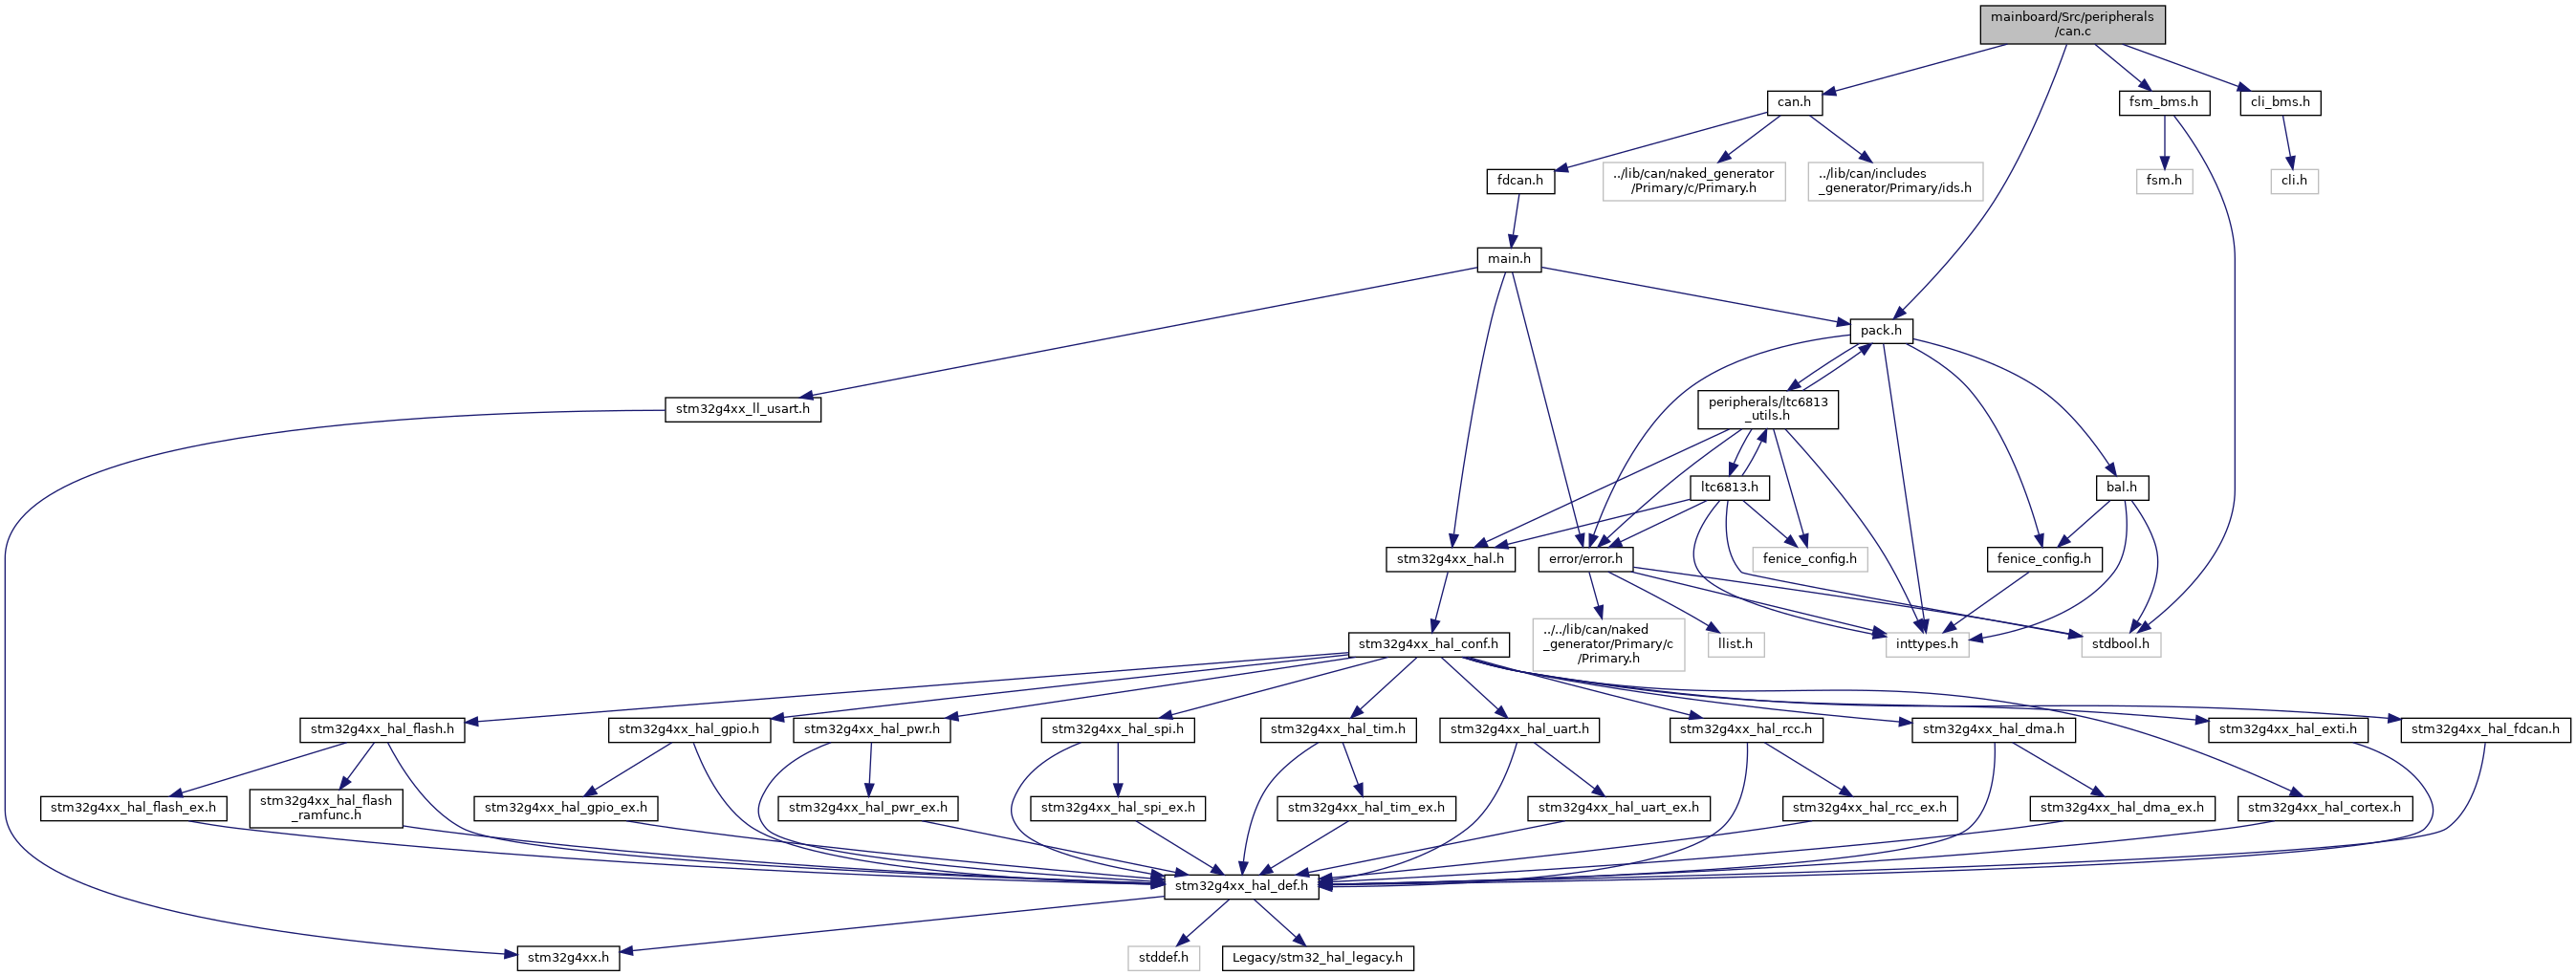 mainboard/Src/peripherals
/can.c
can.h
fsm_bms.h
cli_bms.h
fdcan.h
../lib/can/naked_generator
/Primary/c/Primary.h
../lib/can/includes
_generator/Primary/ids.h
fsm.h
cli.h
main.h
pack.h
stm32g4xx_ll_usart.h
peripherals/ltc6813
_utils.h
ltc6813.h
bal.h
stm32g4xx_hal.h
error/error.h
fenice_config.h
fenice_config.h
stm32g4xx_hal_conf.h
../../lib/can/naked
_generator/Primary/c
/Primary.h
llist.h
inttypes.h
stdbool.h
stm32g4xx_hal_flash.h
stm32g4xx_hal_gpio.h
stm32g4xx_hal_pwr.h
stm32g4xx_hal_spi.h
stm32g4xx_hal_tim.h
stm32g4xx_hal_uart.h
stm32g4xx_hal_rcc.h
stm32g4xx_hal_dma.h
stm32g4xx_hal_exti.h
stm32g4xx_hal_fdcan.h
stm32g4xx_hal_flash_ex.h
stm32g4xx_hal_flash
_ramfunc.h
stm32g4xx_hal_gpio_ex.h
stm32g4xx_hal_pwr_ex.h
stm32g4xx_hal_spi_ex.h
stm32g4xx_hal_tim_ex.h
stm32g4xx_hal_uart_ex.h
stm32g4xx_hal_rcc_ex.h
stm32g4xx_hal_dma_ex.h
stm32g4xx_hal_cortex.h
stm32g4xx_hal_def.h
stm32g4xx.h
stddef.h
Legacy/stm32_hal_legacy.h